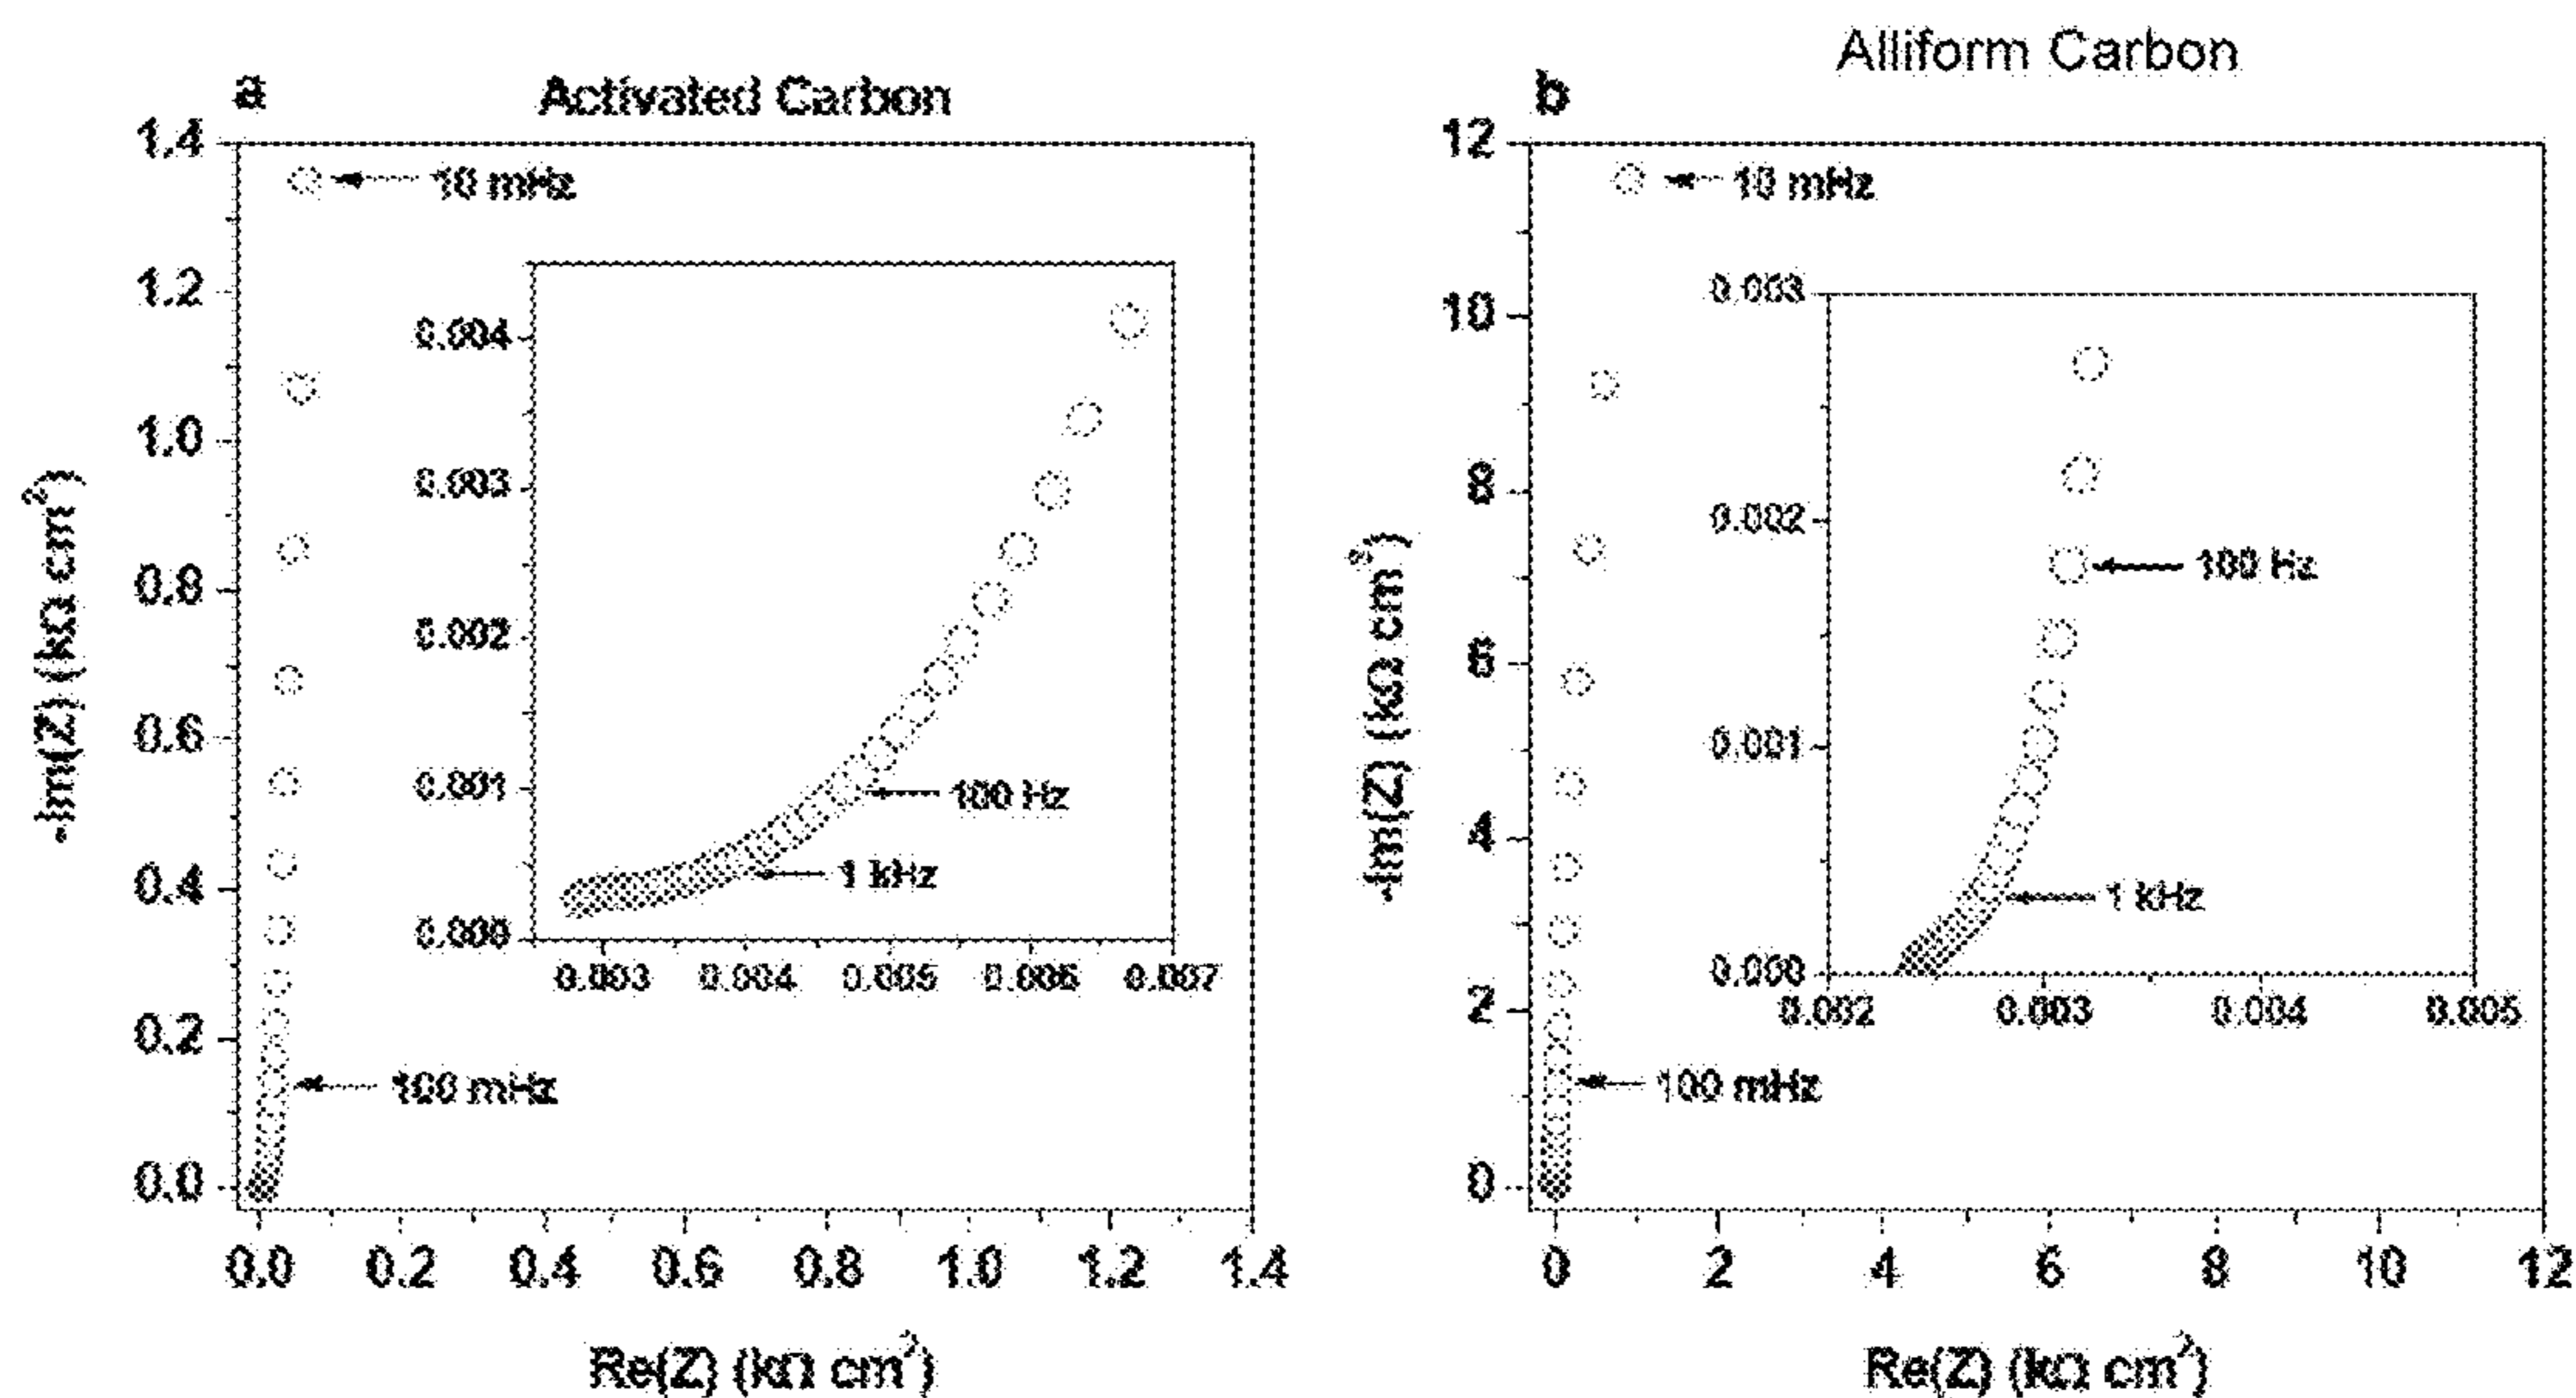 a
Activated Carbon
1.4
1.2
1.0
0.8
0.6
0.4
0.2
0.0
-Im(Z) (kΩ cm²)
10 mHz
100 mHz
0.004
0.003
0.002
0.001
0.000
100 Hz
1 kHz
0.003 0.004 0.005 0.006 0.007
0.0 0.2 0.4 0.6 0.8 1.0 1.2 1.4
Re(Z) (kΩ cm²)
b
Alliform Carbon
12
10
8
6
4
2
0
-Im(Z) (kΩ cm²)
10 mHz
100 mHz
0.003
0.002
0.001
0.000
100 Hz
1 kHz
0.002 0.003 0.004 0.005
0 2 4 6 8 10 12
Re(Z) (kΩ cm²)